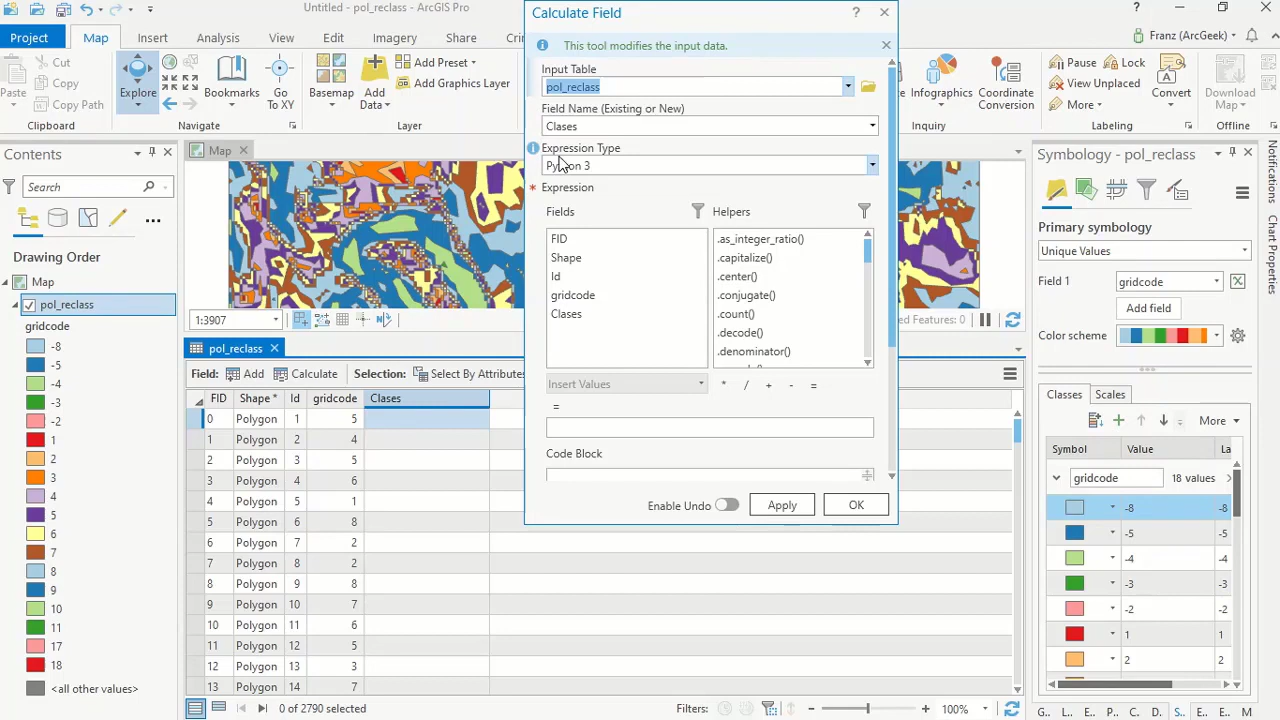 Untitled - pol_reclass - ArcGIS Pro
Calculate Field
?
?
Project
Map
Insert
Analysis
View
Edit
Imagery
Share
Franz (ArcGeek)
This tool modifies the input data.
Cut
Copy
Copy Path
Paste
Clipboard
Explore
Bookmarks
Go
To XY
Navigate
Basemap
Add
Data
Add Preset
Add Graphics Layer
Layer
Infographics
Coordinate
Conversion
Inquiry
Pause
Lock
More
Convert
Labeling
Download
Map
Offline
Input Table
pol_reclass
Field Name (Existing or New)
Clases
Expression Type
Python 3
Expression
Fields
Helpers
FID
Shape
Id
gridcode
Clases
.as_integer_ratio()
.capitalize()
.center()
.conjugate()
.count()
.decode()
.denominator()
Insert Values
* / + - =
=
Code Block
Enable Undo
Apply
OK
Contents
Search
Drawing Order
Map
pol_reclass
gridcode
-8
-5
-4
-3
-2
1
2
3
4
5
6
7
8
9
10
11
17
18
<all other values>
Map
1:3907
ed Features: 0
pol_reclass
Field:
Add
Calculate
Selection:
Select By Attributes
FID Shape * Id gridcode Clases
0 Polygon 1 5
1 Polygon 2 4
2 Polygon 3 5
3 Polygon 4 6
4 Polygon 5 1
5 Polygon 6 8
6 Polygon 7 2
7 Polygon 8 2
8 Polygon 9 8
9 Polygon 10 7
10 Polygon 11 6
11 Polygon 12 5
12 Polygon 13 3
13 Polygon 14 7
0 of 2790 selected
Filters:
100%
Symbology - pol_reclass
Primary symbology
Unique Values
Field 1
gridcode
Add field
Color scheme
Classes
Scales
More
Symbol Value La
gridcode 18 values
-8 -8
-5 -5
-4 -4
-3 -3
-2 -2
1 1
2 2
G.. L... E... P... C... D.. S... E... E... M
Notifications